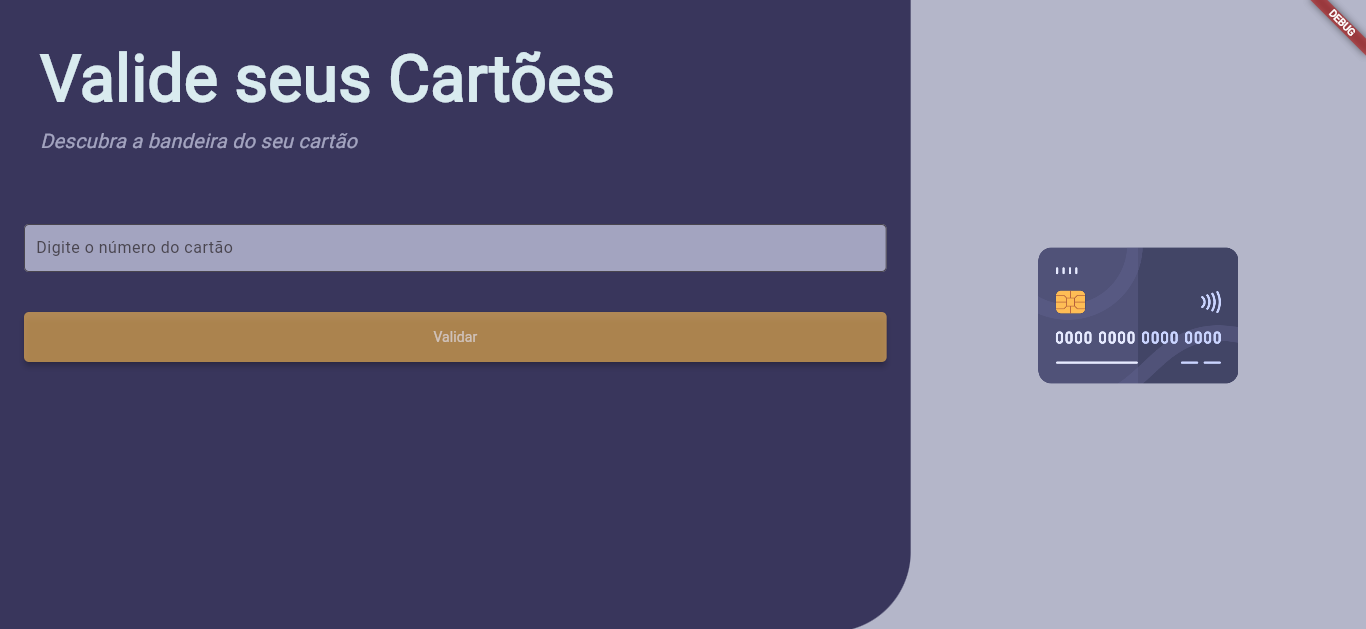 Valide seus Cartões
Descubra a bandeira do seu cartão
Digite o número do cartão
Validar
0000 0000 0000 0000
DEBUG